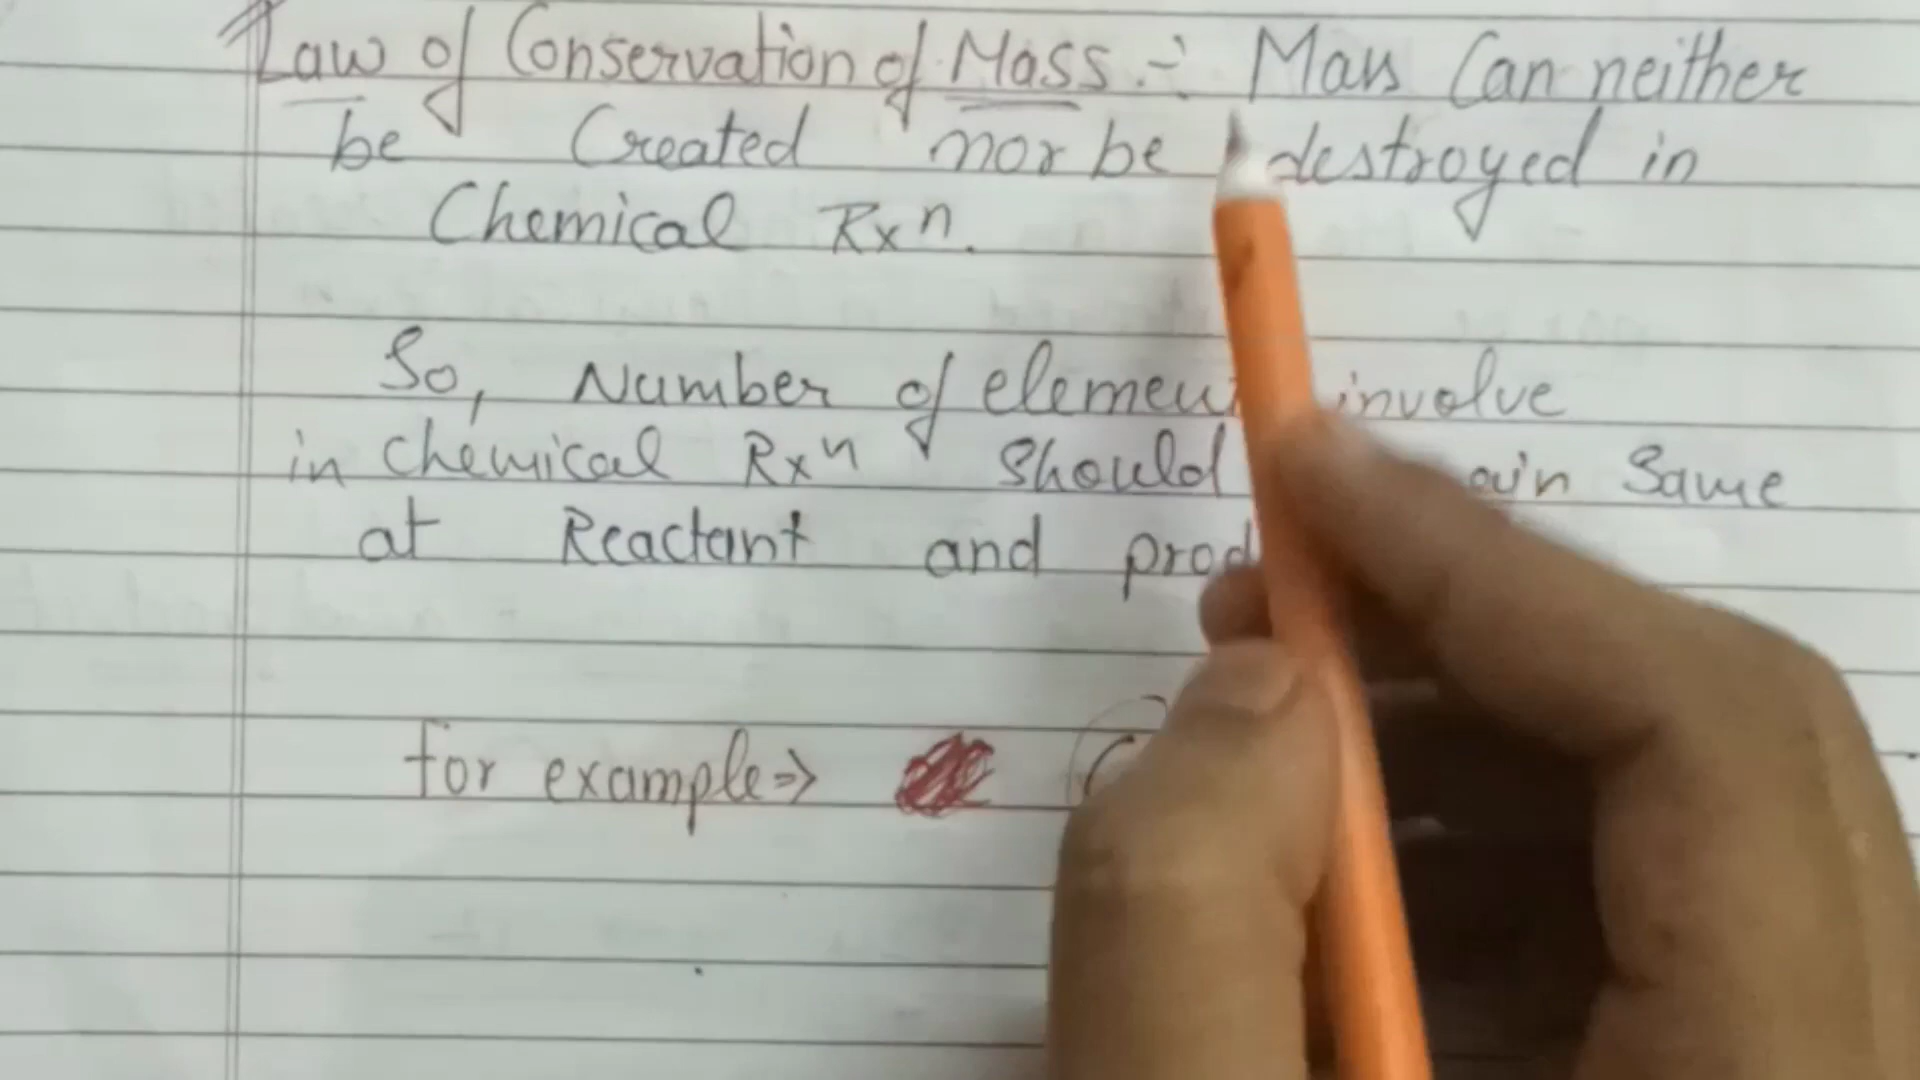 Law of Conservation of Mass :- Mass Can neither
be Created nor be destroyed in
Chemical Rxn.
So, Number of involve
in Chemical Rxn Should Same
at Reactant and
for example =>